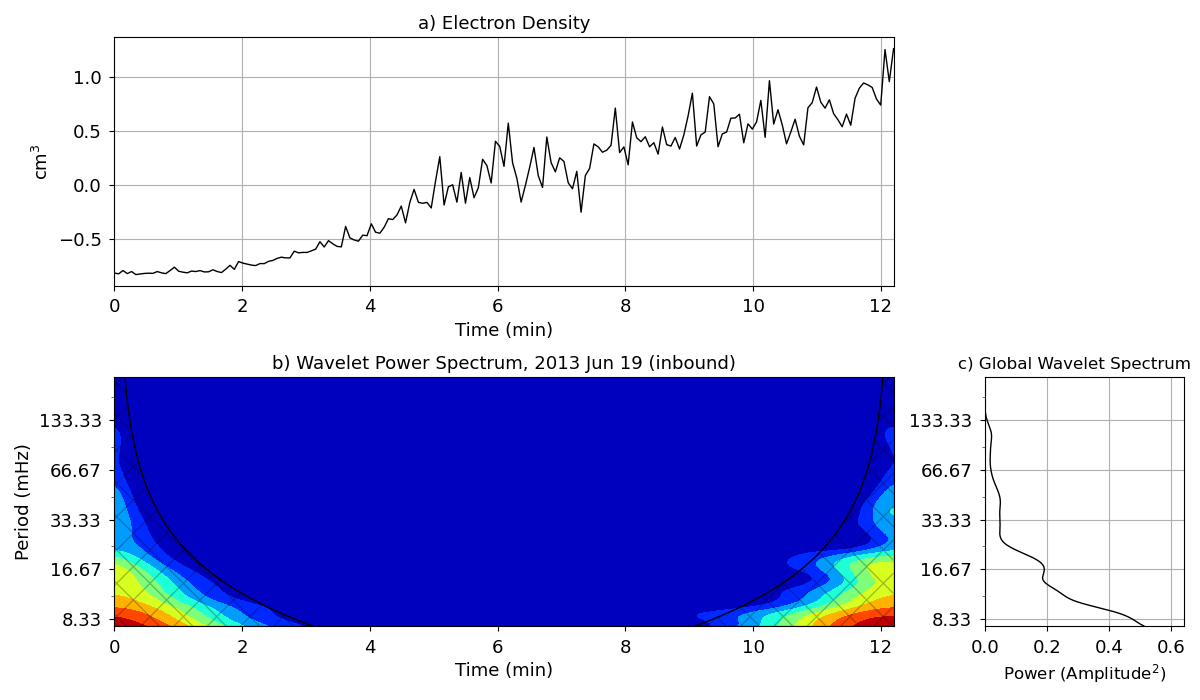 a) Electron Density
cm³
1.0
0.5
0.0
−0.5
0 2 4 6 8 10 12
Time (min)
b) Wavelet Power Spectrum, 2013 Jun 19 (inbound)
Period (mHz)
133.33
66.67
33.33
16.67
8.33
0 2 4 6 8 10 12
Time (min)
c) Global Wavelet Spectrum
133.33
66.67
33.33
16.67
8.33
0.0 0.2 0.4 0.6
Power (Amplitude²)